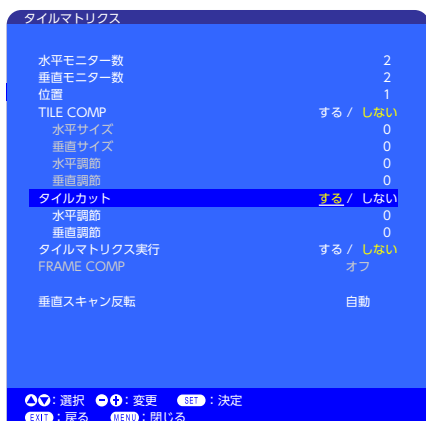 タイルマトリクス
水平モニター数 2
垂直モニター数 2
位置 1
TILE COMP する / しない
水平サイズ 0
垂直サイズ 0
水平調節 0
垂直調節 0
タイルカット する / しない
水平調節 0
垂直調節 0
タイルマトリクス実行 する / しない
FRAME COMP オフ
垂直スキャン反転 自動
:選択 :変更 SET :決定
EXIT :戻る MENU :閉じる